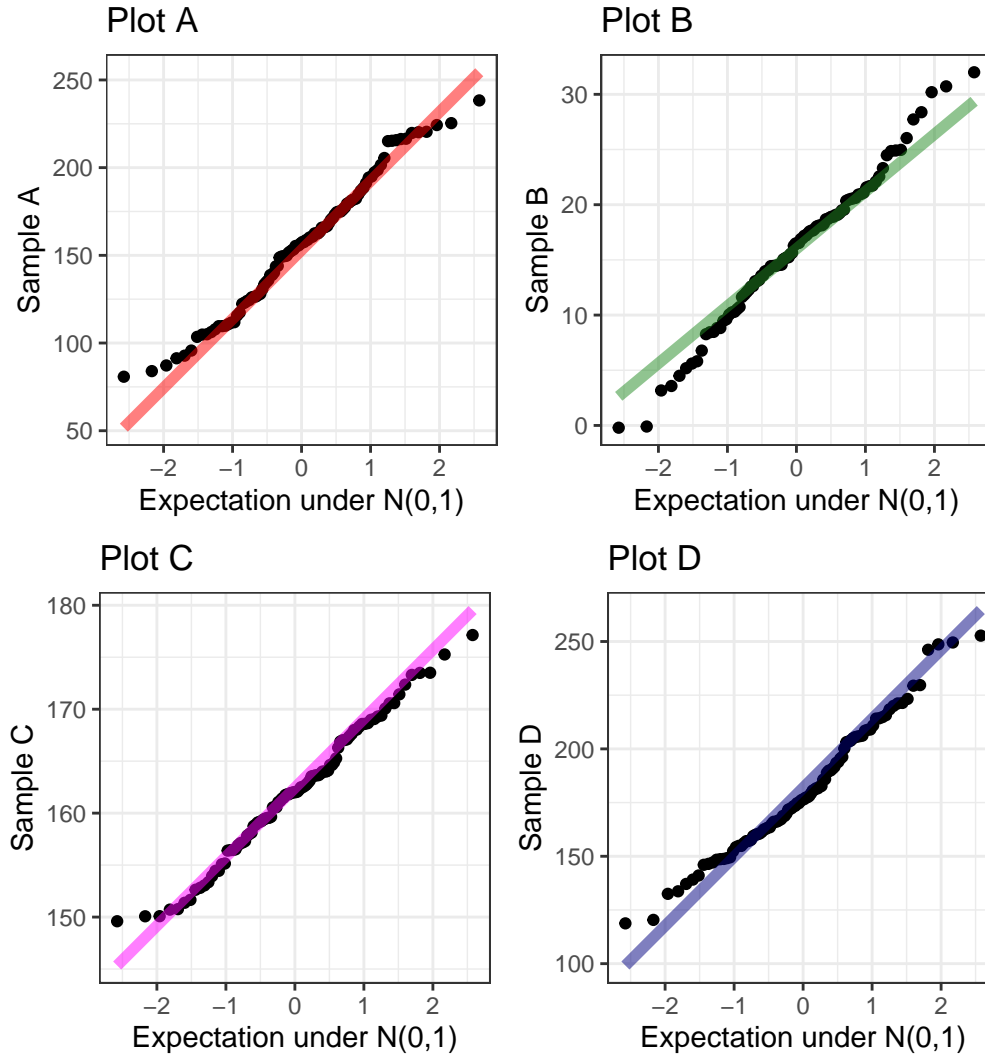 Plot A
Sample A
250
200
150
100
50
−2 −1 0 1 2
Expectation under N(0,1)
Plot B
Sample B
30
20
10
0
−2 −1 0 1 2
Expectation under N(0,1)
Plot C
Sample C
180
170
160
150
−2 −1 0 1 2
Expectation under N(0,1)
Plot D
Sample D
250
200
150
100
−2 −1 0 1 2
Expectation under N(0,1)